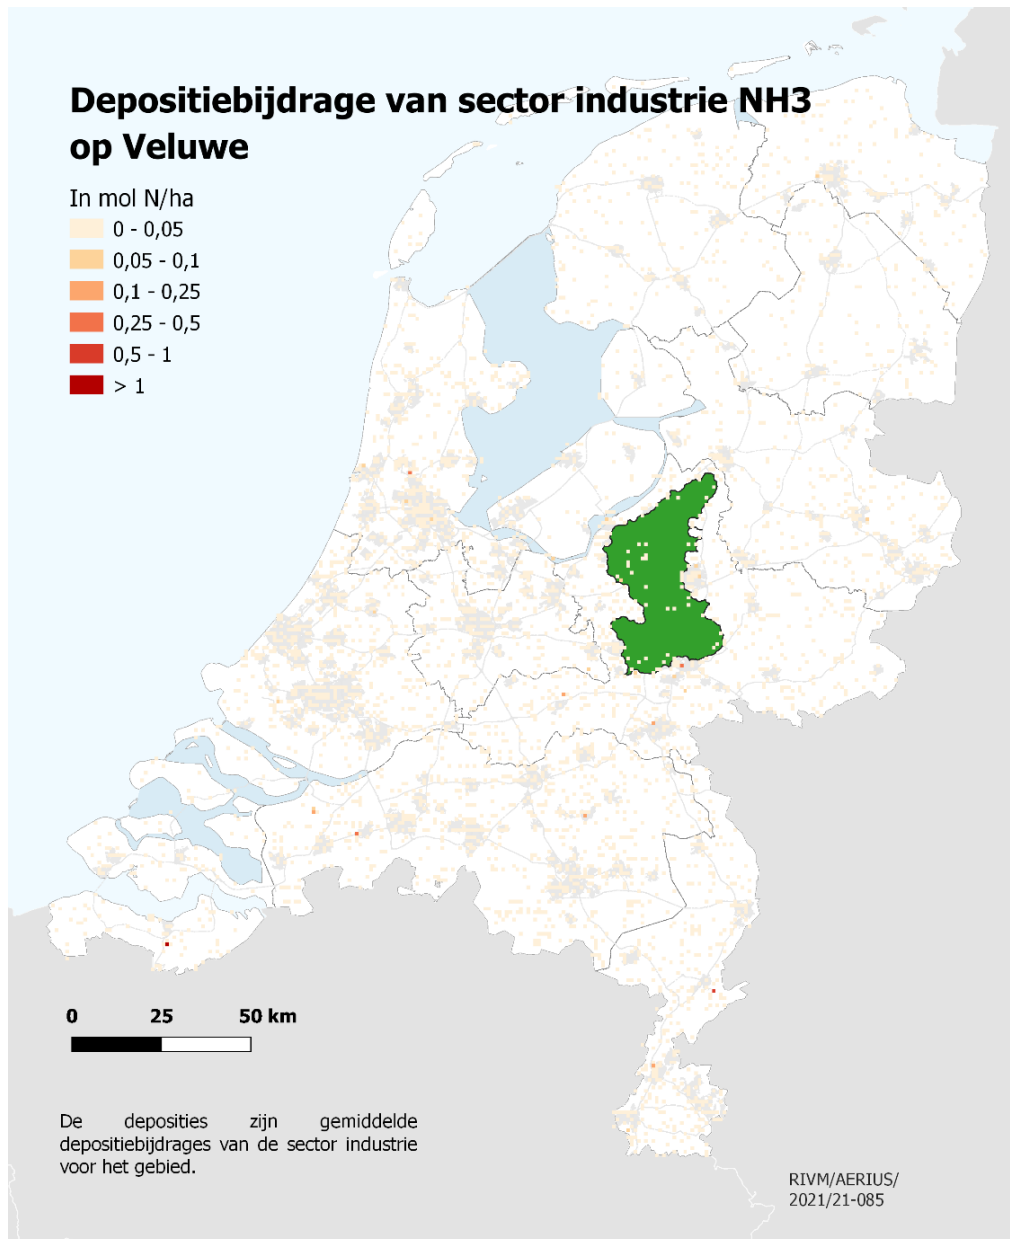 Depositiebijdrage van sector industrie NH3
op Veluwe
In mol N/ha
0 - 0,05
0,05 - 0,1
0,1 - 0,25
0,25 - 0,5
0,5 - 1
> 1
0 25 50 km
De deposities zijn gemiddelde
depositiebijdrages van de sector industrie
voor het gebied.
RIVM/AERIUS/
2021/21-085